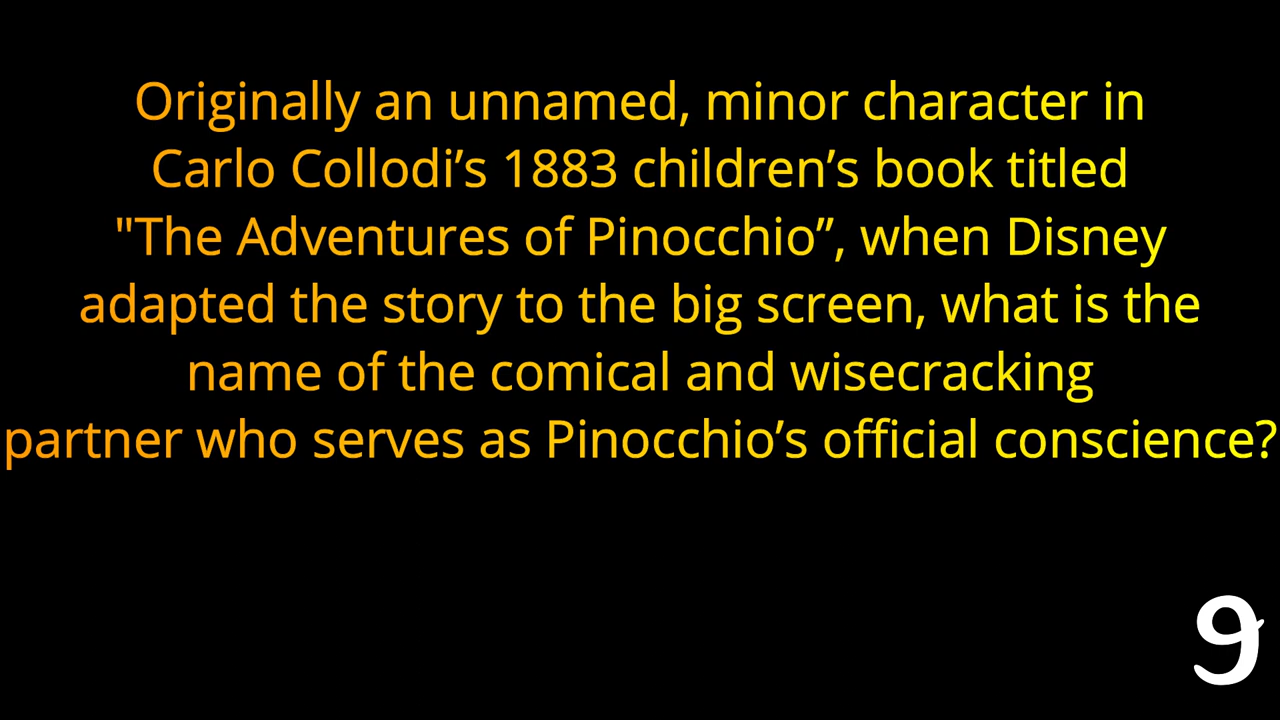 Originally an unnamed, minor character in
Carlo Collodi’s 1883 children’s book titled
"The Adventures of Pinocchio”, when Disney
adapted the story to the big screen, what is the
name of the comical and wisecracking
partner who serves as Pinocchio’s official conscience?
9